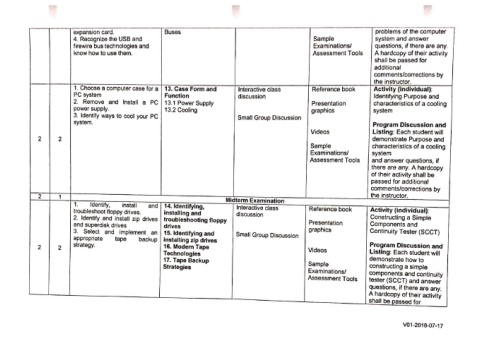 expansion card.
4. Recognize the USB and
firewire bus technologies and
know how to use them.
Buses
Sample
Examinations/
Assessment Tools
problems of the computer
system and answer
questions, if there are any.
A hardcopy of their activity
shall be passed for
additional
comments/corrections by
the instructor.
2
2
1. Choose a computer case for a
PC system
2. Remove and Install a PC
power supply.
3. Identify ways to cool your PC
system.
13. Case Form and
Function
13.1 Power Supply
13.2 Cooling
Interactive class
discussion
Small Group Discussion
Reference book
Presentation
graphics
Videos
Sample
Examinations/
Assessment Tools
Activity (individual):
Identifying Purpose and
characteristics of a cooling
system
Program Discussion and
Listing: Each student will
demonstrate Purpose and
characteristics of a cooling
system
and answer questions, if
there are any. A hardcopy
of their activity shall be
passed for additional
comments/corrections by
the instructor.
2
1
Midterm Examination
2
2
1. Identify, install and
troubleshoot floppy drives.
2. Identify and install zip drives
and superdisk drives
3. Select and implement an
appropriate tape backup
strategy.
14. Identifying,
installing and
troubleshooting floppy
drives
15. Identifying and
installing zip drives
16. Modern Tape
Technologies
17. Tape Backup
Strategies
Interactive class
discussion
Small Group Discussion
Reference book
Presentation
graphics
Videos
Sample
Examinations/
Assessment Tools
Activity (individual):
Constructing a Simple
Components and
Continuity Tester (SCCT)
Program Discussion and
Listing: Each student will
demonstrate how to
constructing a simple
components and continuity
tester (SCCT) and answer
questions, if there are any.
A hardcopy of their activity
shall be passed for
V01-2018-07-17